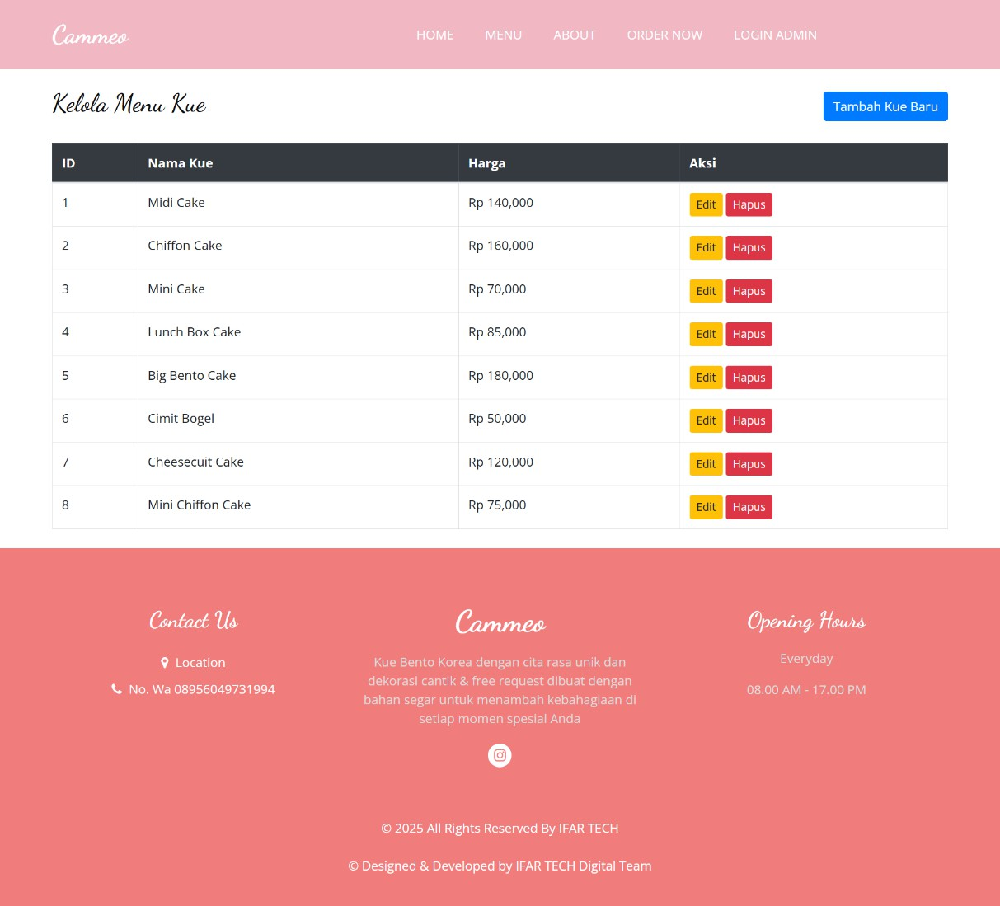 Cammeo
HOME MENU ABOUT ORDER NOW LOGIN ADMIN
Kelola Menu Kue
Tambah Kue Baru
ID Nama Kue Harga Aksi
1 Midi Cake Rp 140,000 Edit Hapus
2 Chiffon Cake Rp 160,000 Edit Hapus
3 Mini Cake Rp 70,000 Edit Hapus
4 Lunch Box Cake Rp 85,000 Edit Hapus
5 Big Bento Cake Rp 180,000 Edit Hapus
6 Cimit Bogel Rp 50,000 Edit Hapus
7 Cheesecuit Cake Rp 120,000 Edit Hapus
8 Mini Chiffon Cake Rp 75,000 Edit Hapus
Contact Us
Location
No. Wa 08956049731994
Cammeo
Kue Bento Korea dengan cita rasa unik dan
dekorasi cantik & free request dibuat dengan
bahan segar untuk menambah kebahagiaan di
setiap momen spesial Anda
Opening Hours
Everyday
08.00 AM - 17.00 PM
© 2025 All Rights Reserved By IFAR TECH
© Designed & Developed by IFAR TECH Digital Team